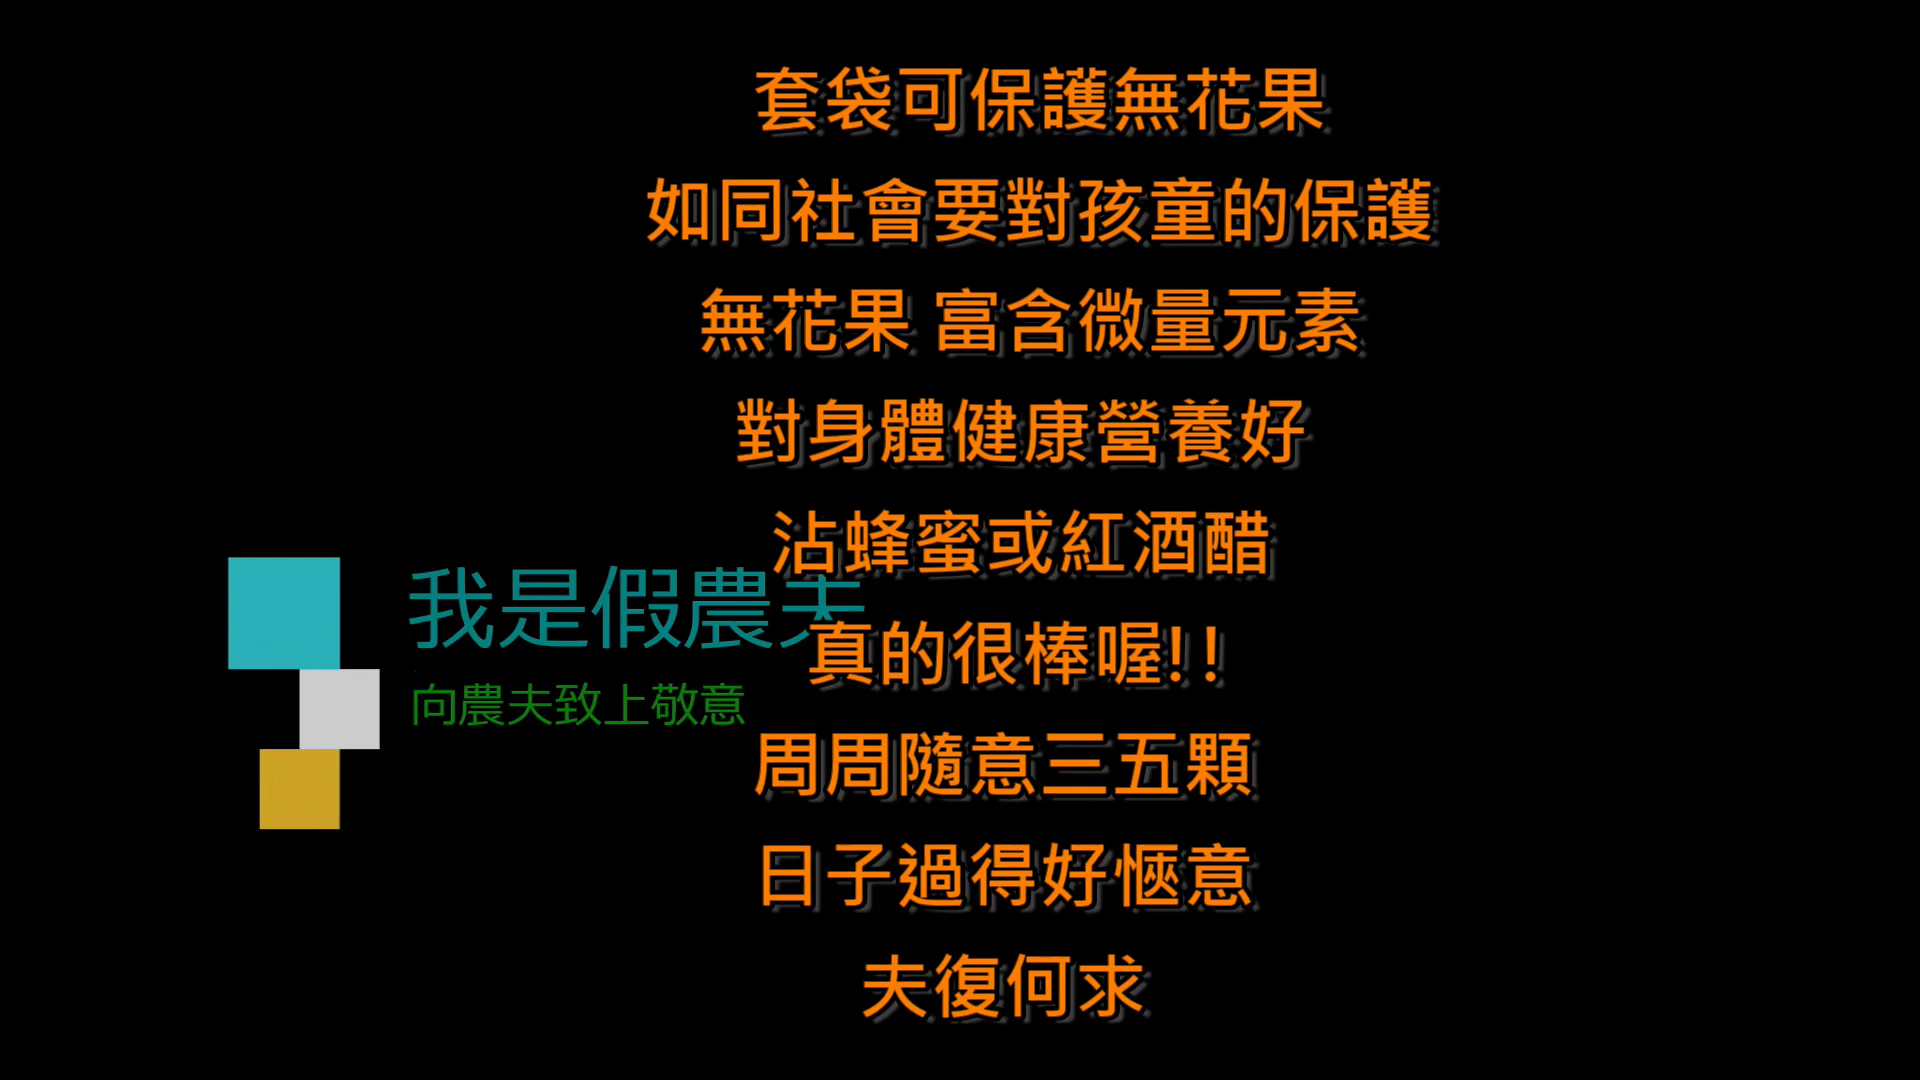 套袋可保護無花果
如同社會要對孩童的保護
無花果 富含微量元素
對身體健康營養好
沾蜂蜜或紅酒醋
真的很棒喔!!
周周隨意三五顆
日子過得好愜意
夫復何求
我是假農夫
向農夫致上敬意